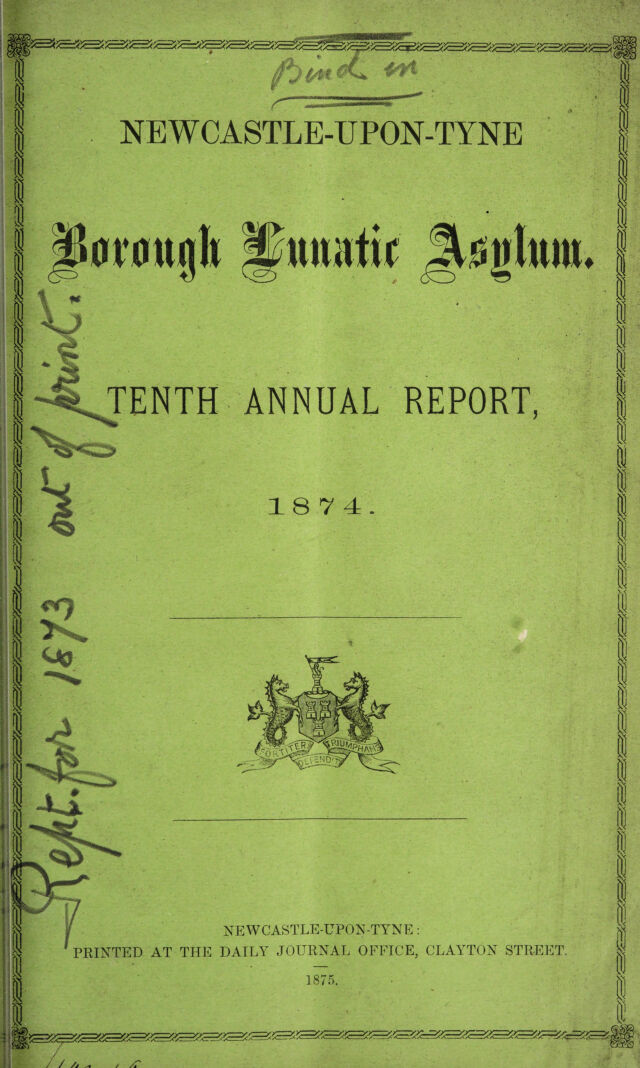 Bind in
NEWCASTLE-UPON-TYNE
Borough Lunatic Asylum.
TENTH ANNUAL REPORT,
1874.
FORTITER DEFENDIT TRIUMPHANS
NEWCASTLE-UPON-TYNE:
PRINTED AT THE DAILY JOURNAL OFFICE, CLAYTON STREET.
1875.
Rept. for 1873 out of print.